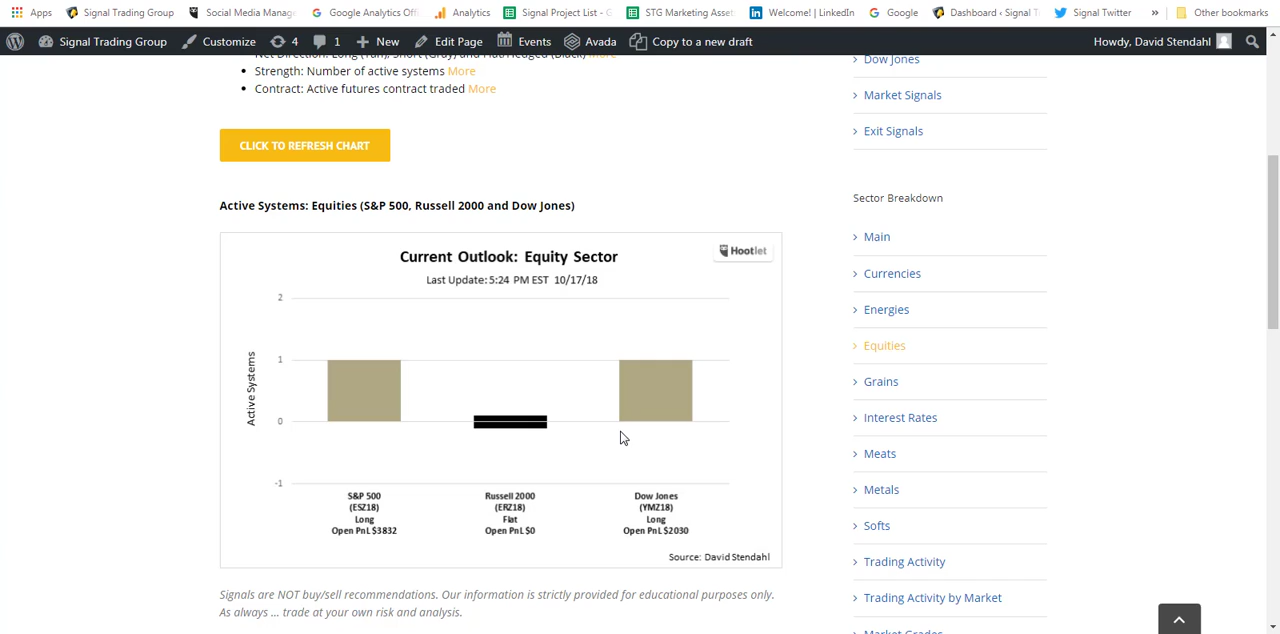 Apps
Signal Trading Group
Social Media Manage
Google Analytics Offi
Analytics
Signal Project List - G
STG Marketing Asset
Welcome! | LinkedIn
Google
Dashboard ‹ Signal T
Signal Twitter
»
Other bookmarks
Signal Trading Group
Customize
4
1
New
Edit Page
Events
Avada
Copy to a new draft
Howdy, David Stendahl
Strength: Number of active systems More
Contract: Active futures contract traded More
CLICK TO REFRESH CHART
Active Systems: Equities (S&P 500, Russell 2000 and Dow Jones)
Current Outlook: Equity Sector
Hootlet
Last Update: 5:24 PM EST 10/17/18
2
1
0
-1
Active Systems
S&P 500
(ESZ18)
Long
Open PnL $3832
Russell 2000
(ERZ18)
Flat
Open PnL $0
Dow Jones
(YMZ18)
Long
Open PnL $2030
Source: David Stendahl
Signals are NOT buy/sell recommendations. Our information is strictly provided for educational purposes only.
As always ... trade at your own risk and analysis.
Dow Jones
Market Signals
Exit Signals
Sector Breakdown
Main
Currencies
Energies
Equities
Grains
Interest Rates
Meats
Metals
Softs
Trading Activity
Trading Activity by Market
Market Grades